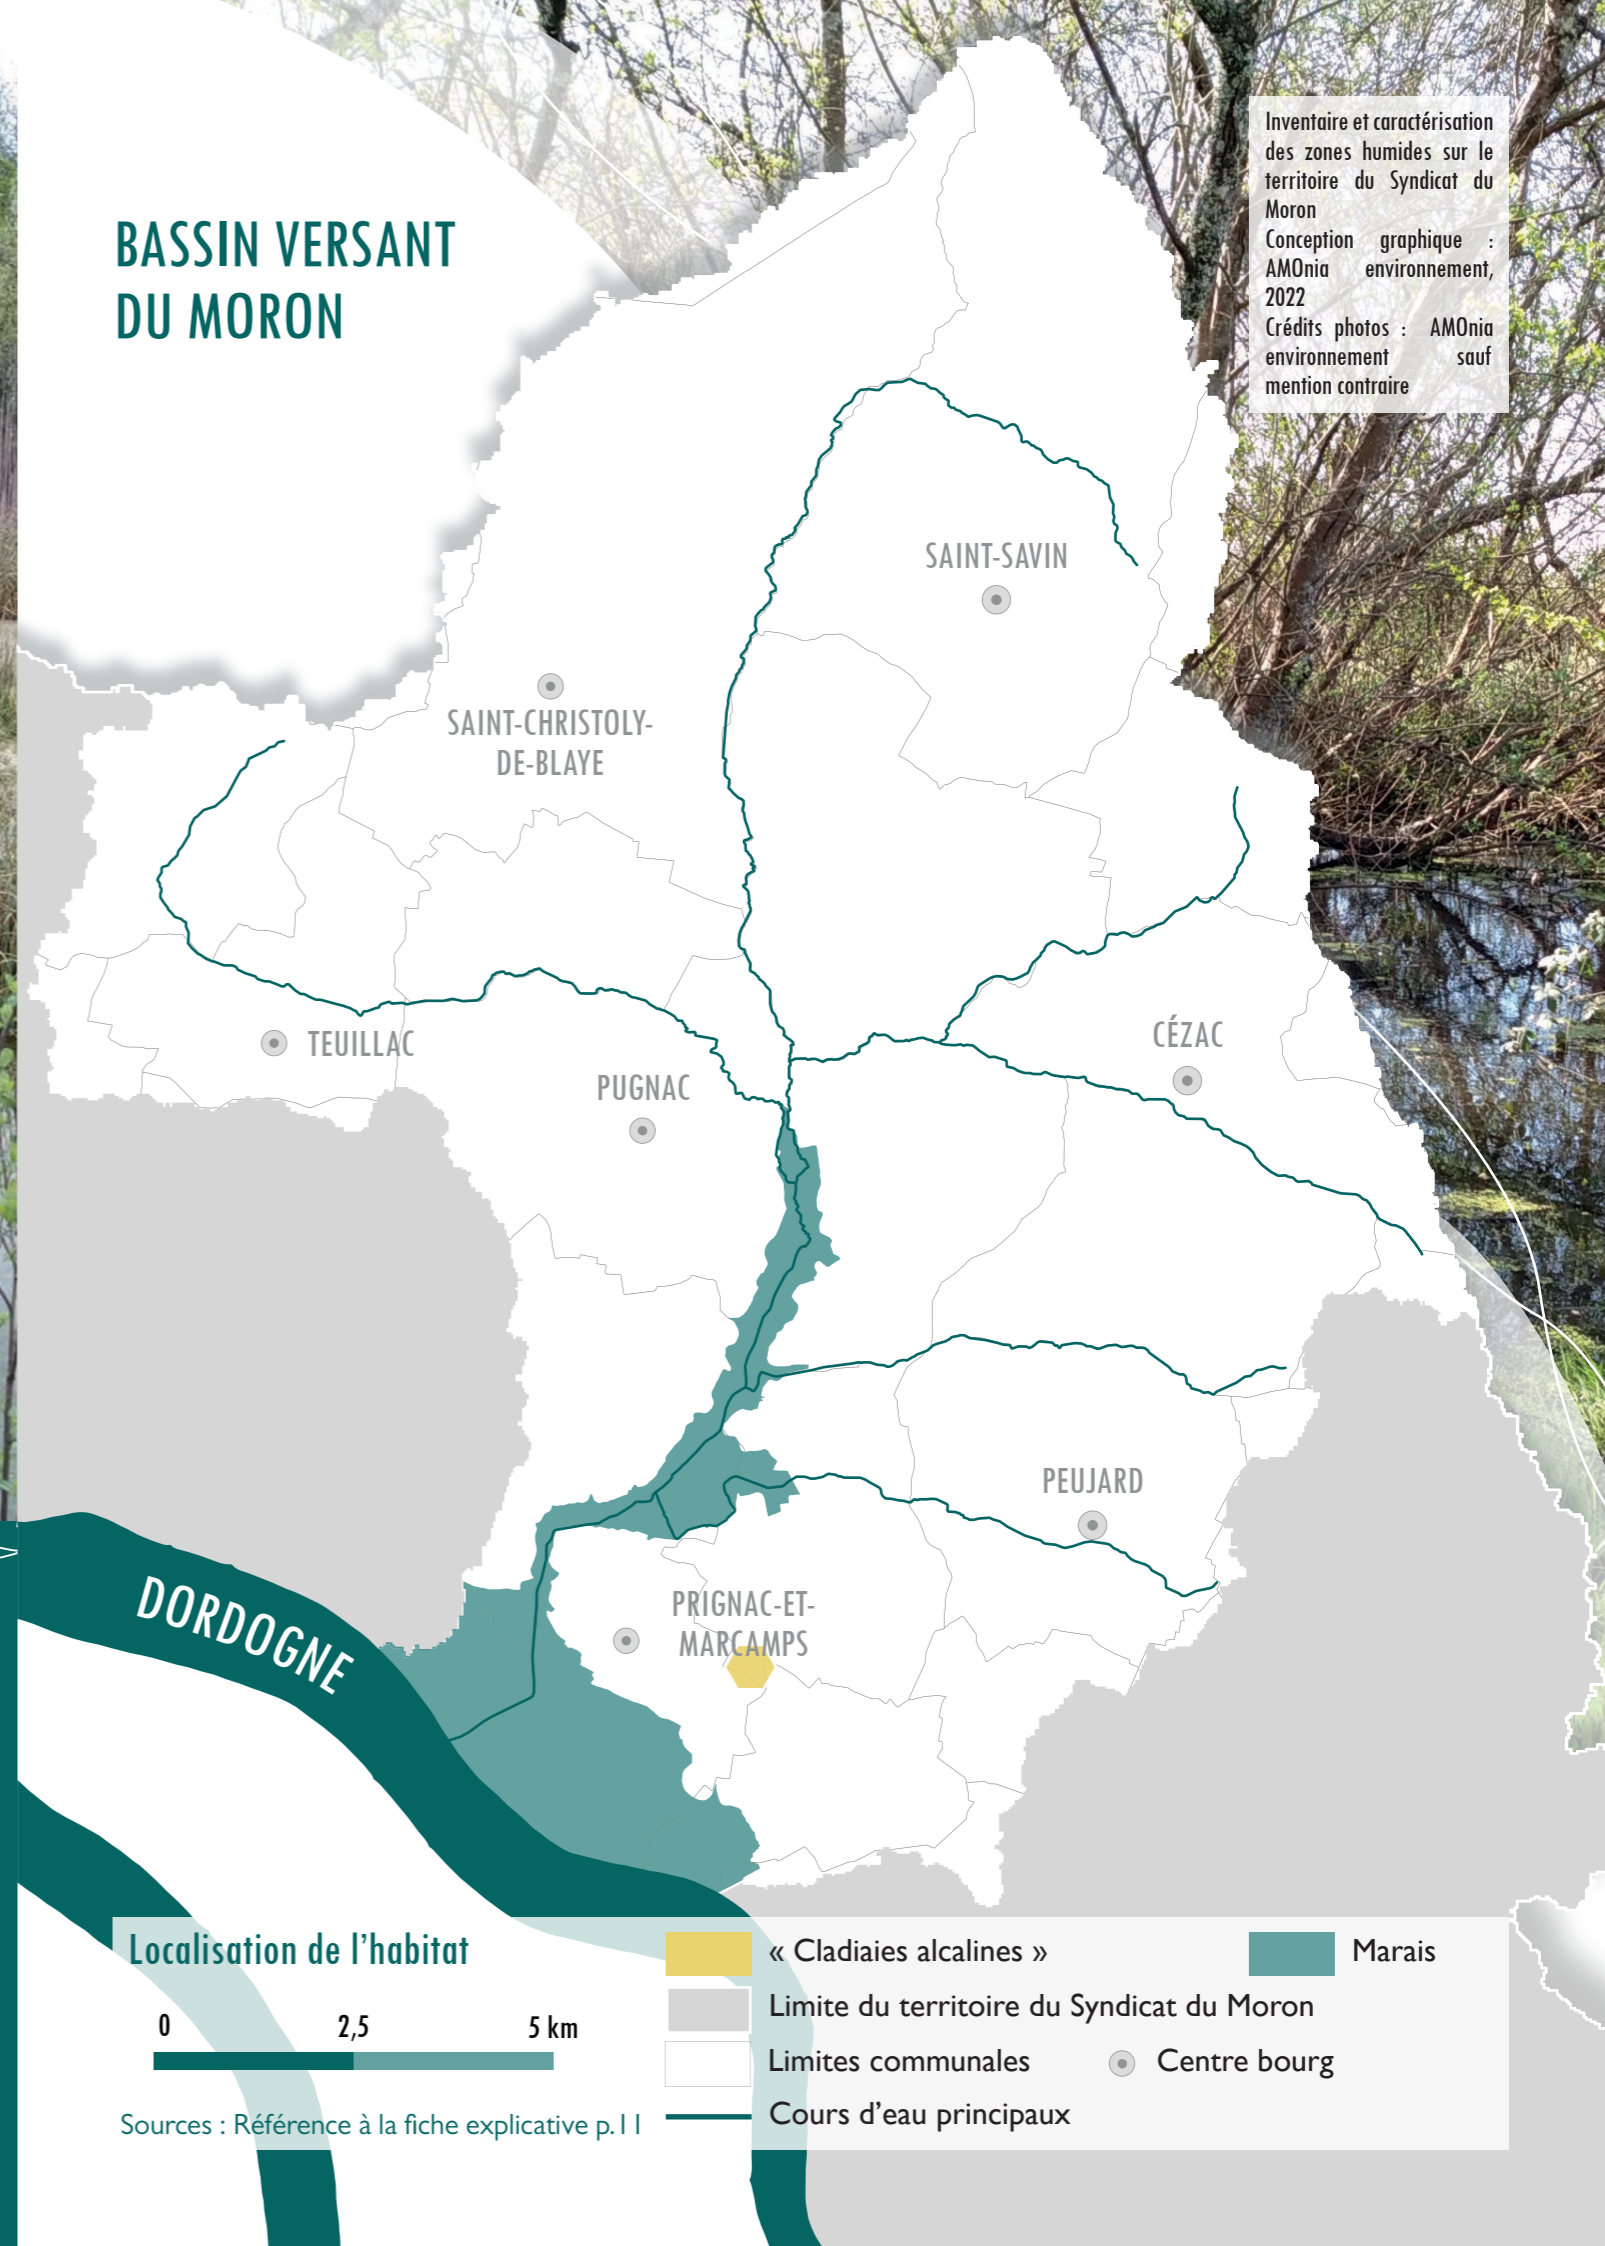 BASSIN VERSANT
DU MORON
Inventaire et caractérisation
des zones humides sur le
territoire du Syndicat du
Moron
Conception graphique :
AMOnia environnement,
2022
Crédits photos : AMOnia
environnement sauf
mention contraire
SAINT-SAVIN
SAINT-CHRISTOLY-
DE-BLAYE
TEUILLAC
CÉZAC
PUGNAC
PEUJARD
PRIGNAC-ET-
MARCAMPS
DORDOGNE
Localisation de l'habitat
0 2,5 5 km
Sources : Référence à la fiche explicative p.11
« Cladiaies alcalines »
Marais
Limite du territoire du Syndicat du Moron
Limites communales
Centre bourg
Cours d'eau principaux